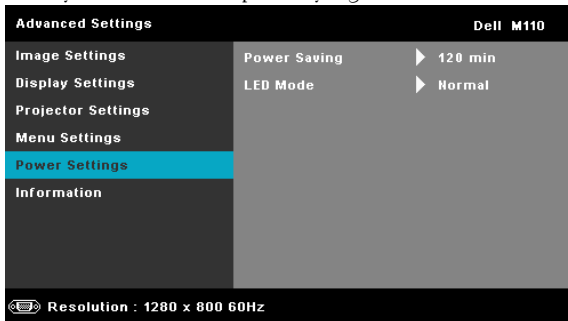 Advanced Settings Dell M110
Image Settings Power Saving 120 min
Display Settings LED Mode Normal
Projector Settings
Menu Settings
Power Settings
Information
Resolution : 1280 x 800 60Hz